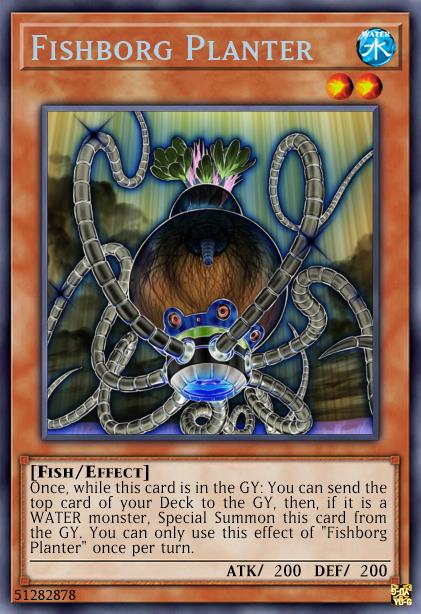 Fishborg Planter
WATER
水
[Fish/Effect]
Once, while this card is in the GY: You can send the
top card of your Deck to the GY, then, if it is a
WATER monster, Special Summon this card from
the GY. You can only use this effect of "Fishborg
Planter" once per turn.
ATK/ 200 DEF/ 200
51282878